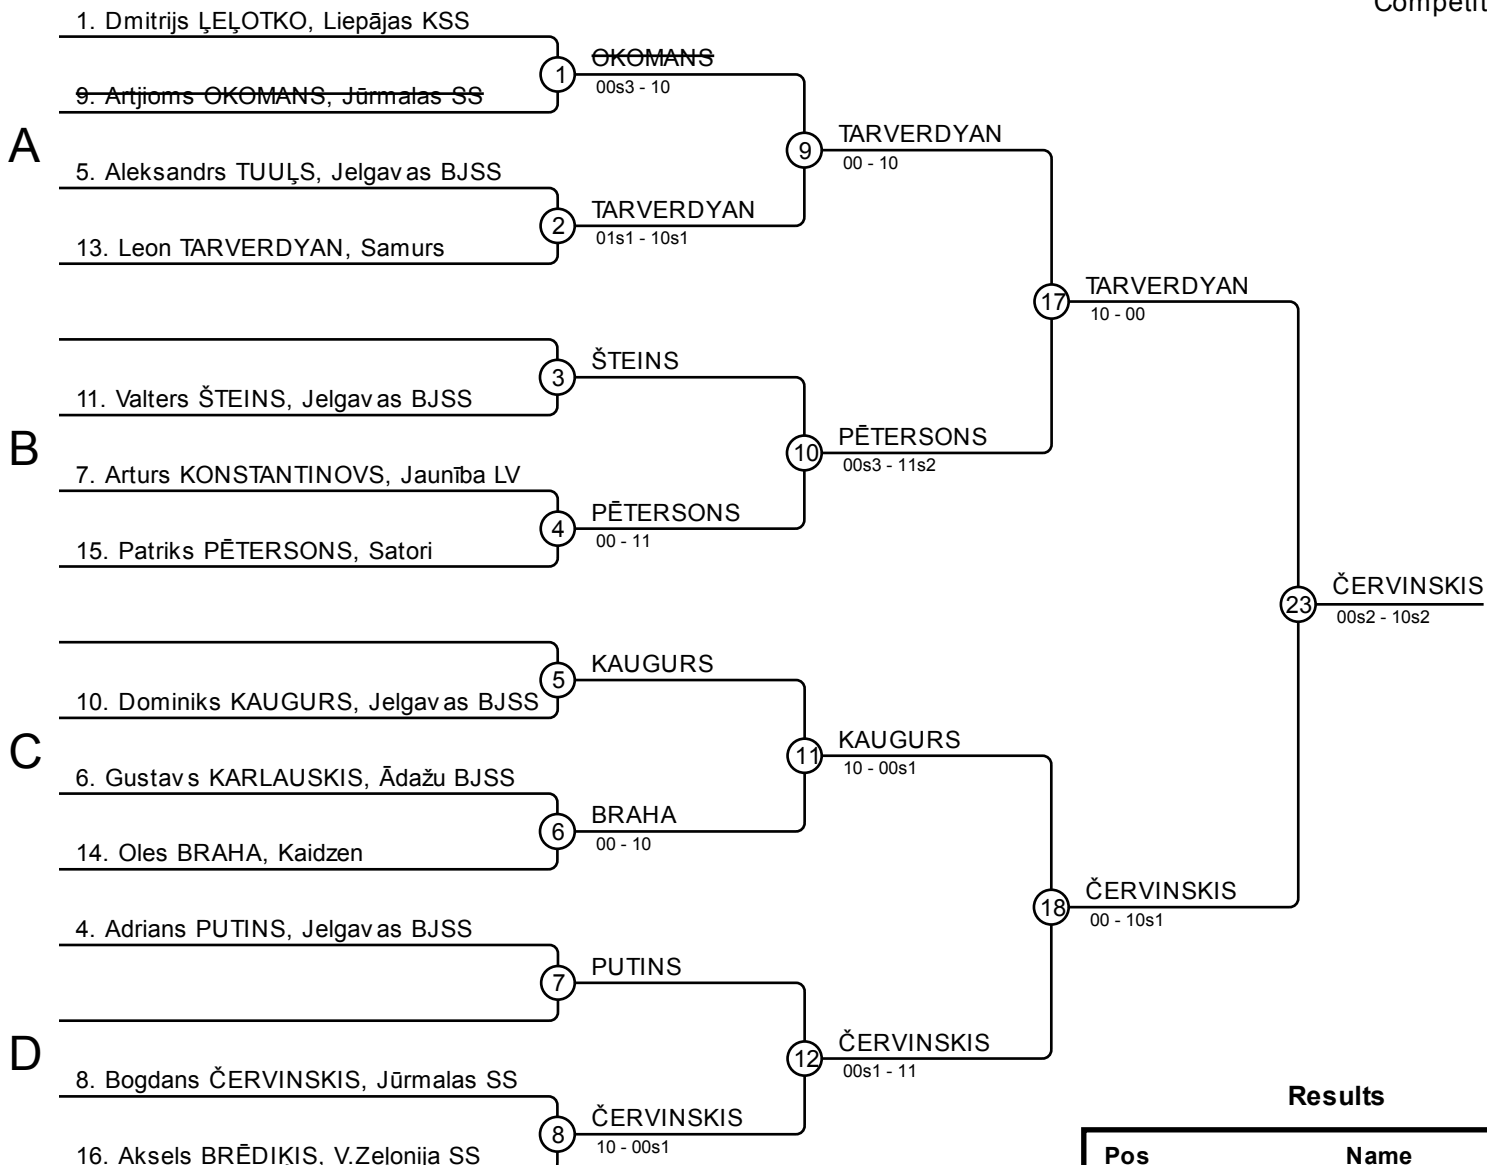 Competit
1. Dmitrijs ĻEĻOTKO, Liepājas KSS
OKOMANS
1
00s3 - 10
9. Artjioms OKOMANS, Jūrmalas SS
A
TARVERDYAN
9
00 - 10
5. Aleksandrs TUUĻS, Jelgavas BJSS
TARVERDYAN
2
01s1 - 10s1
13. Leon TARVERDYAN, Samurs
TARVERDYAN
17
10 - 00
ŠTEINS
3
11. Valters ŠTEINS, Jelgavas BJSS
B
PĒTERSONS
10
00s3 - 11s2
7. Arturs KONSTANTINOVS, Jaunība LV
PĒTERSONS
4
00 - 11
15. Patriks PĒTERSONS, Satori
ČERVINSKIS
23
00s2 - 10s2
KAUGURS
5
10. Dominiks KAUGURS, Jelgavas BJSS
C
KAUGURS
11
10 - 00s1
6. Gustavs KARLAUSKIS, Ādažu BJSS
BRAHA
6
00 - 10
14. Oles BRAHA, Kaidzen
ČERVINSKIS
18
00 - 10s1
4. Adrians PUTINS, Jelgavas BJSS
PUTINS
7
D
ČERVINSKIS
12
00s1 - 11
8. Bogdans ČERVINSKIS, Jūrmalas SS
ČERVINSKIS
8
10 - 00s1
16. Aksels BRĒDIĶIS, V.Zeļonija SS
Results
Pos Name